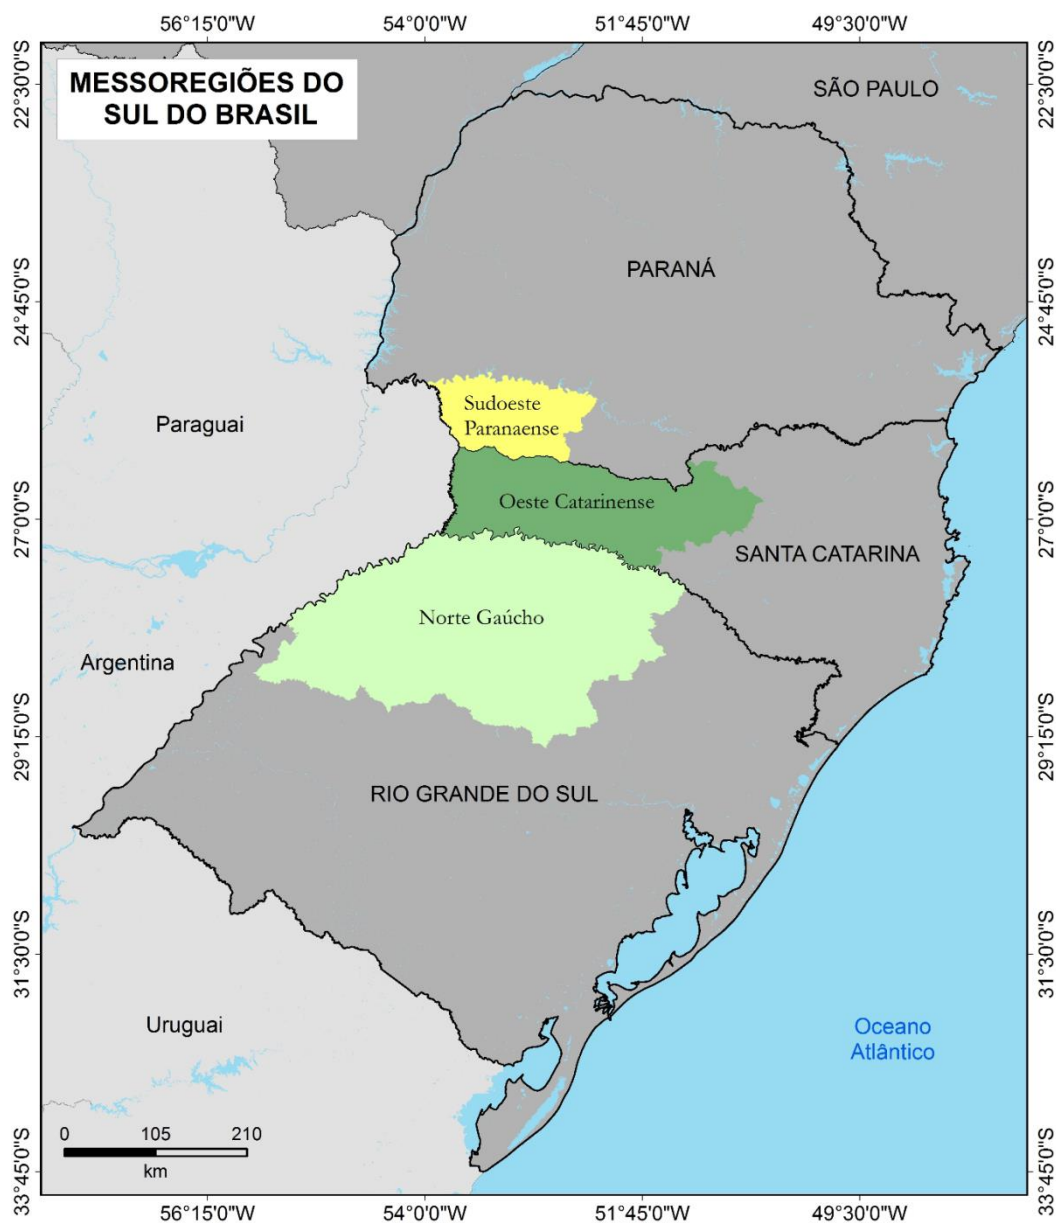 56°15'0"W 54°0'0"W 51°45'0"W 49°30'0"W
MESSOREGIÕES DO
SUL DO BRASIL
SÃO PAULO
22°30'0"S 22°30'0"S
PARANÁ
24°45'0"S 24°45'0"S
Sudoeste
Paranaense
Paraguai
Oeste Catarinense
27°0'0"S 27°0'0"S
SANTA CATARINA
Norte Gaúcho
Argentina
29°15'0"S 29°15'0"S
RIO GRANDE DO SUL
31°30'0"S 31°30'0"S
Uruguai
Oceano
Atlântico
0 105 210
km
33°45'0"S 33°45'0"S
56°15'0"W 54°0'0"W 51°45'0"W 49°30'0"W